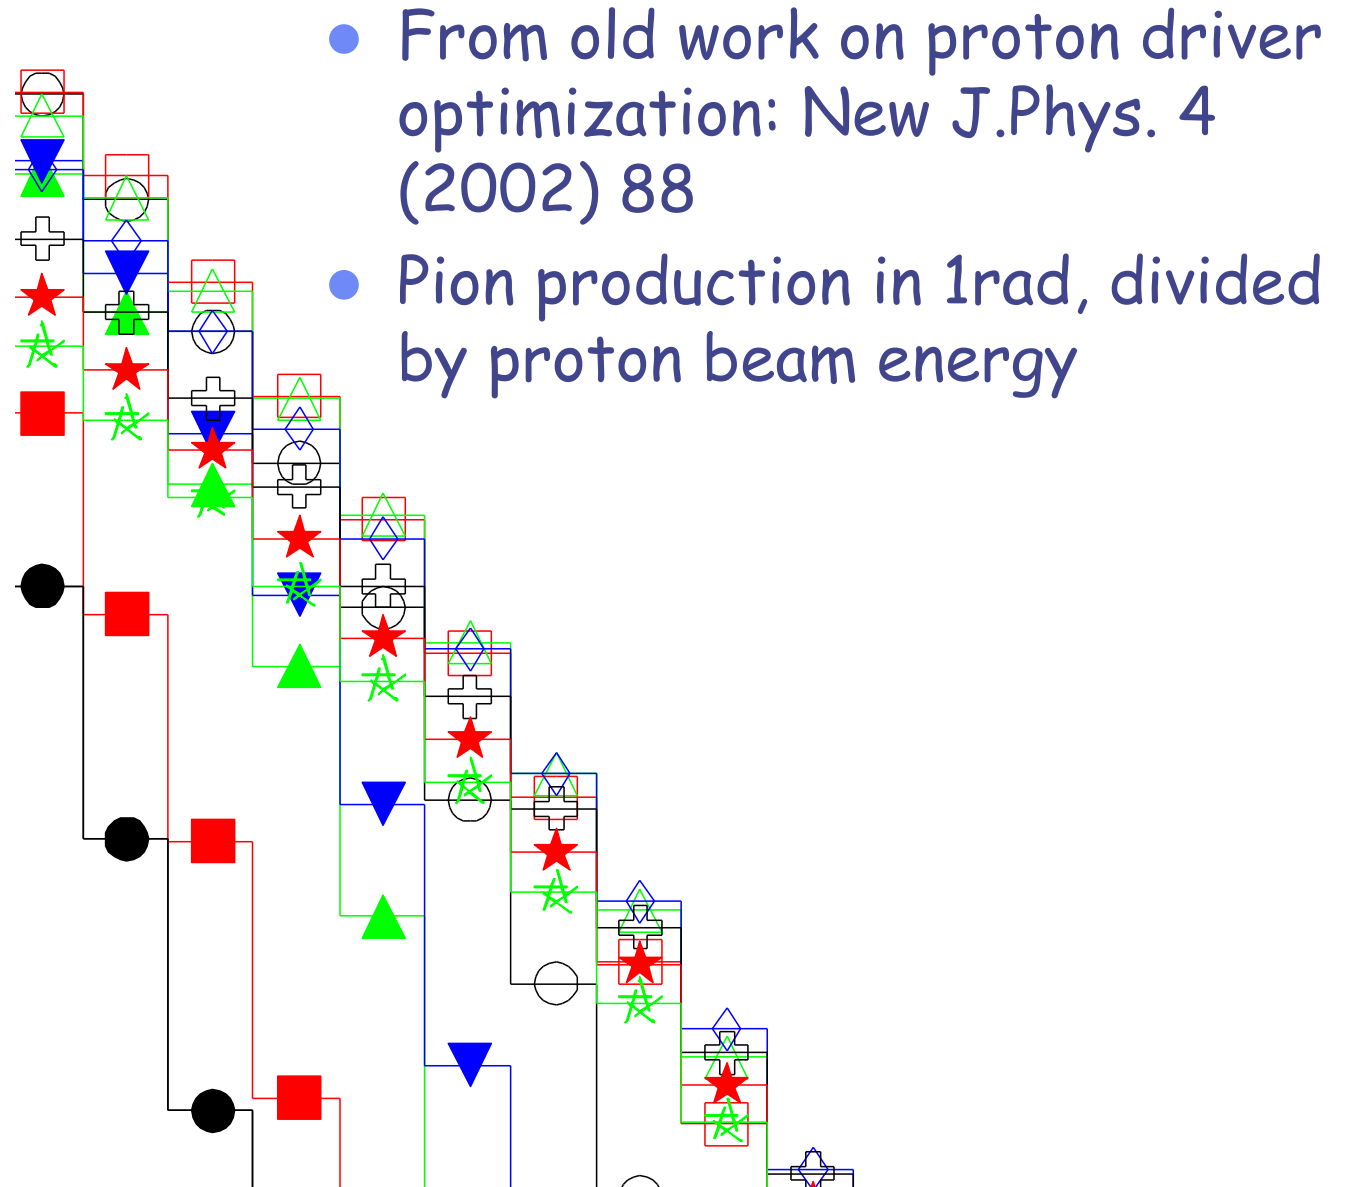 From old work on proton driver
optimization: New J.Phys. 4
(2002) 88
Pion production in 1rad, divided
by proton beam energy